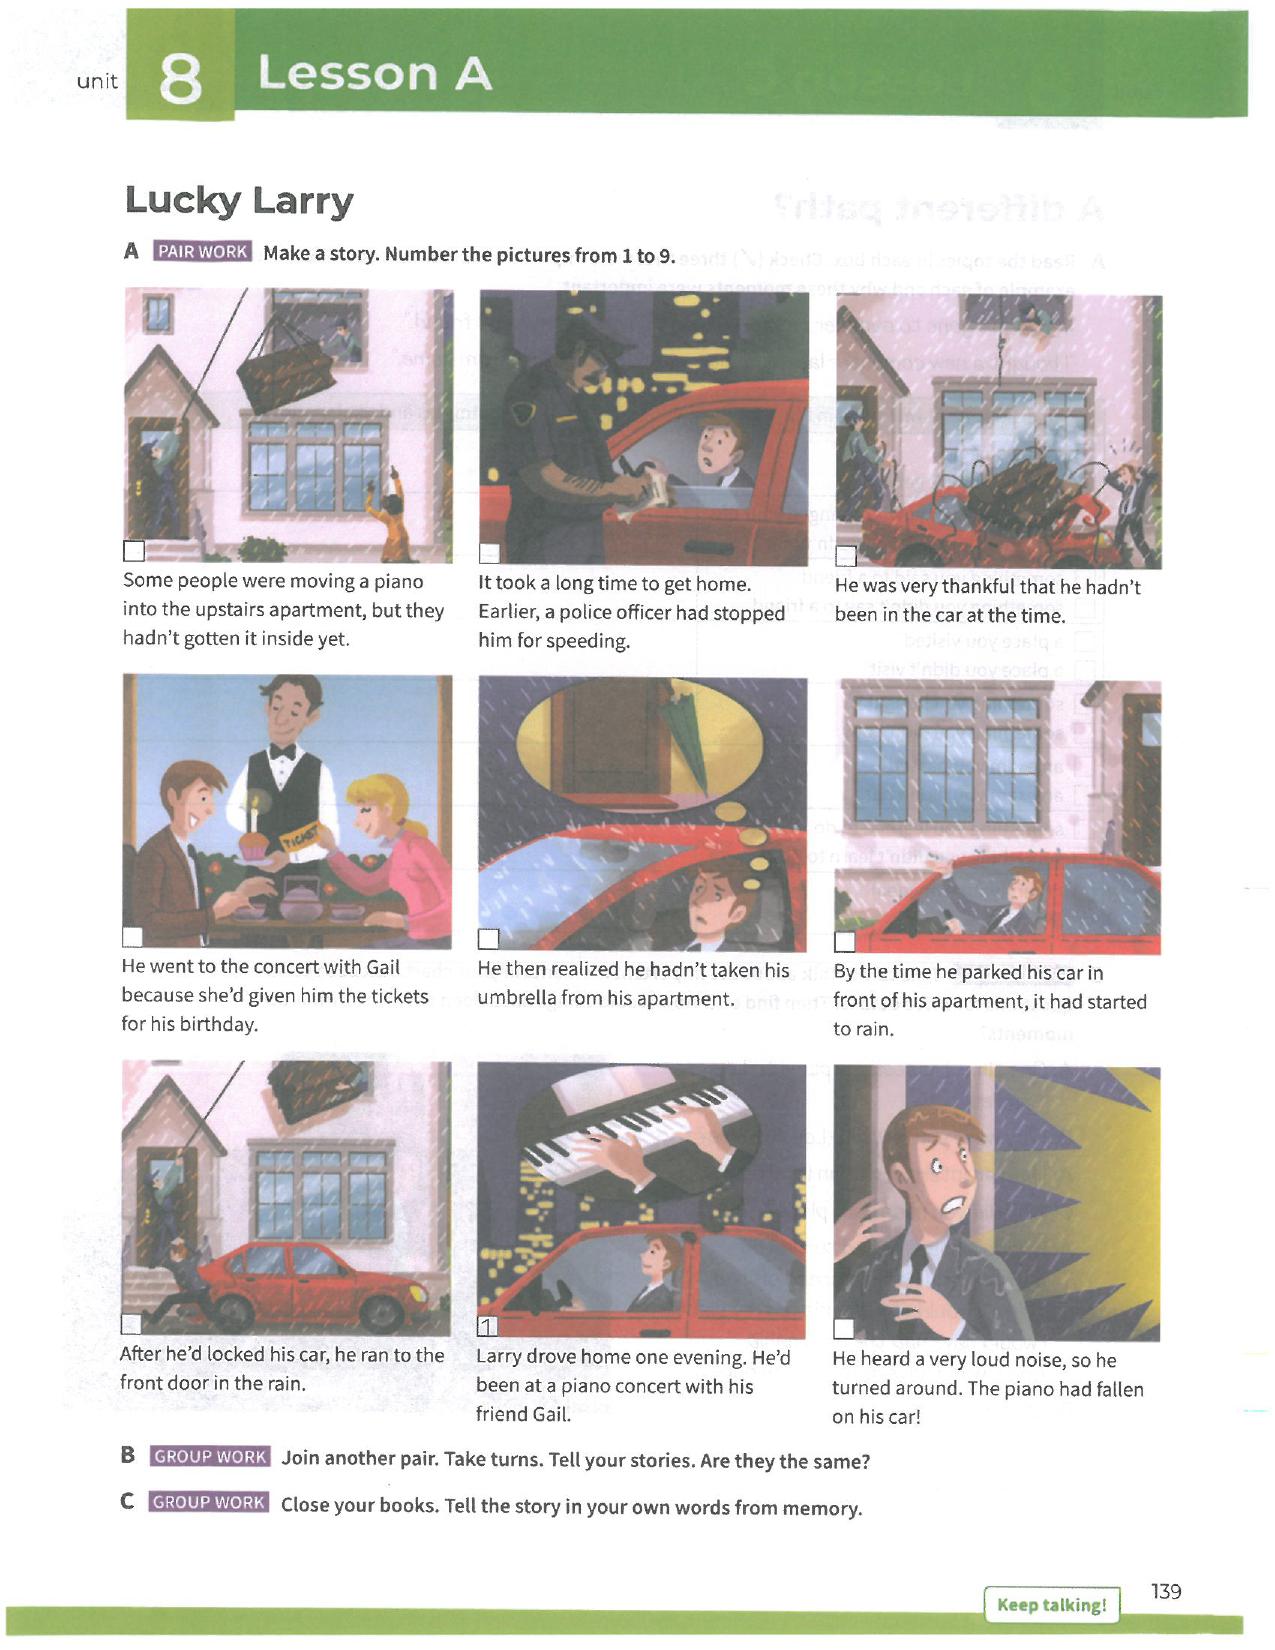 unit 8 Lesson A
Lucky Larry
A PAIR WORK Make a story. Number the pictures from 1 to 9.
Some people were moving a piano
into the upstairs apartment, but they
hadn't gotten it inside yet.
It took a long time to get home.
Earlier, a police officer had stopped
him for speeding.
He was very thankful that he hadn't
been in the car at the time.
TICKET
He went to the concert with Gail
because she'd given him the tickets
for his birthday.
He then realized he hadn't taken his
umbrella from his apartment.
By the time he parked his car in
front of his apartment, it had started
to rain.
After he'd locked his car, he ran to the
front door in the rain.
1
Larry drove home one evening. He'd
been at a piano concert with his
friend Gail.
He heard a very loud noise, so he
turned around. The piano had fallen
on his car!
B GROUP WORK Join another pair. Take turns. Tell your stories. Are they the same?
C GROUP WORK Close your books. Tell the story in your own words from memory.
Keep talking!
139